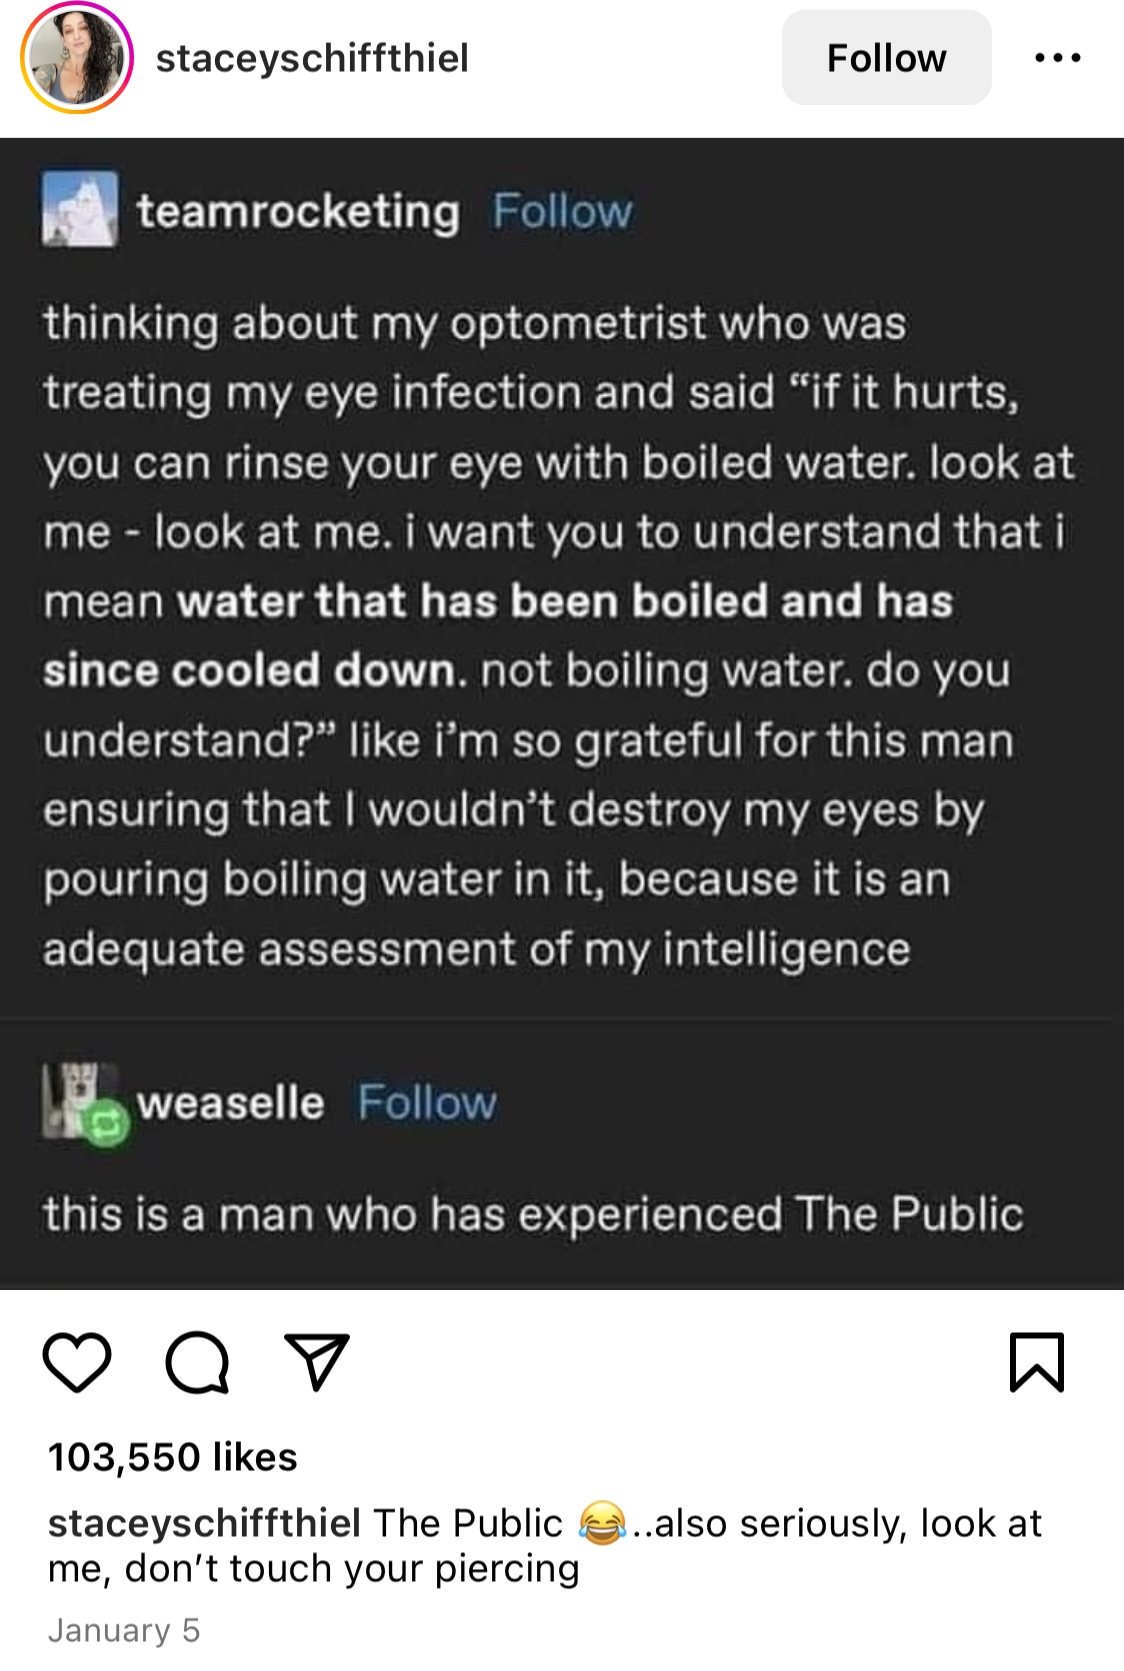 staceyschiffthiel
Follow
teamrocketing Follow
thinking about my optometrist who was
treating my eye infection and said “if it hurts,
you can rinse your eye with boiled water. look at
me - look at me. i want you to understand that i
mean water that has been boiled and has
since cooled down. not boiling water. do you
understand?” like i’m so grateful for this man
ensuring that I wouldn’t destroy my eyes by
pouring boiling water in it, because it is an
adequate assessment of my intelligence
weaselle Follow
this is a man who has experienced The Public
103,550 likes
staceyschiffthiel The Public 😂..also seriously, look at
me, don’t touch your piercing
January 5